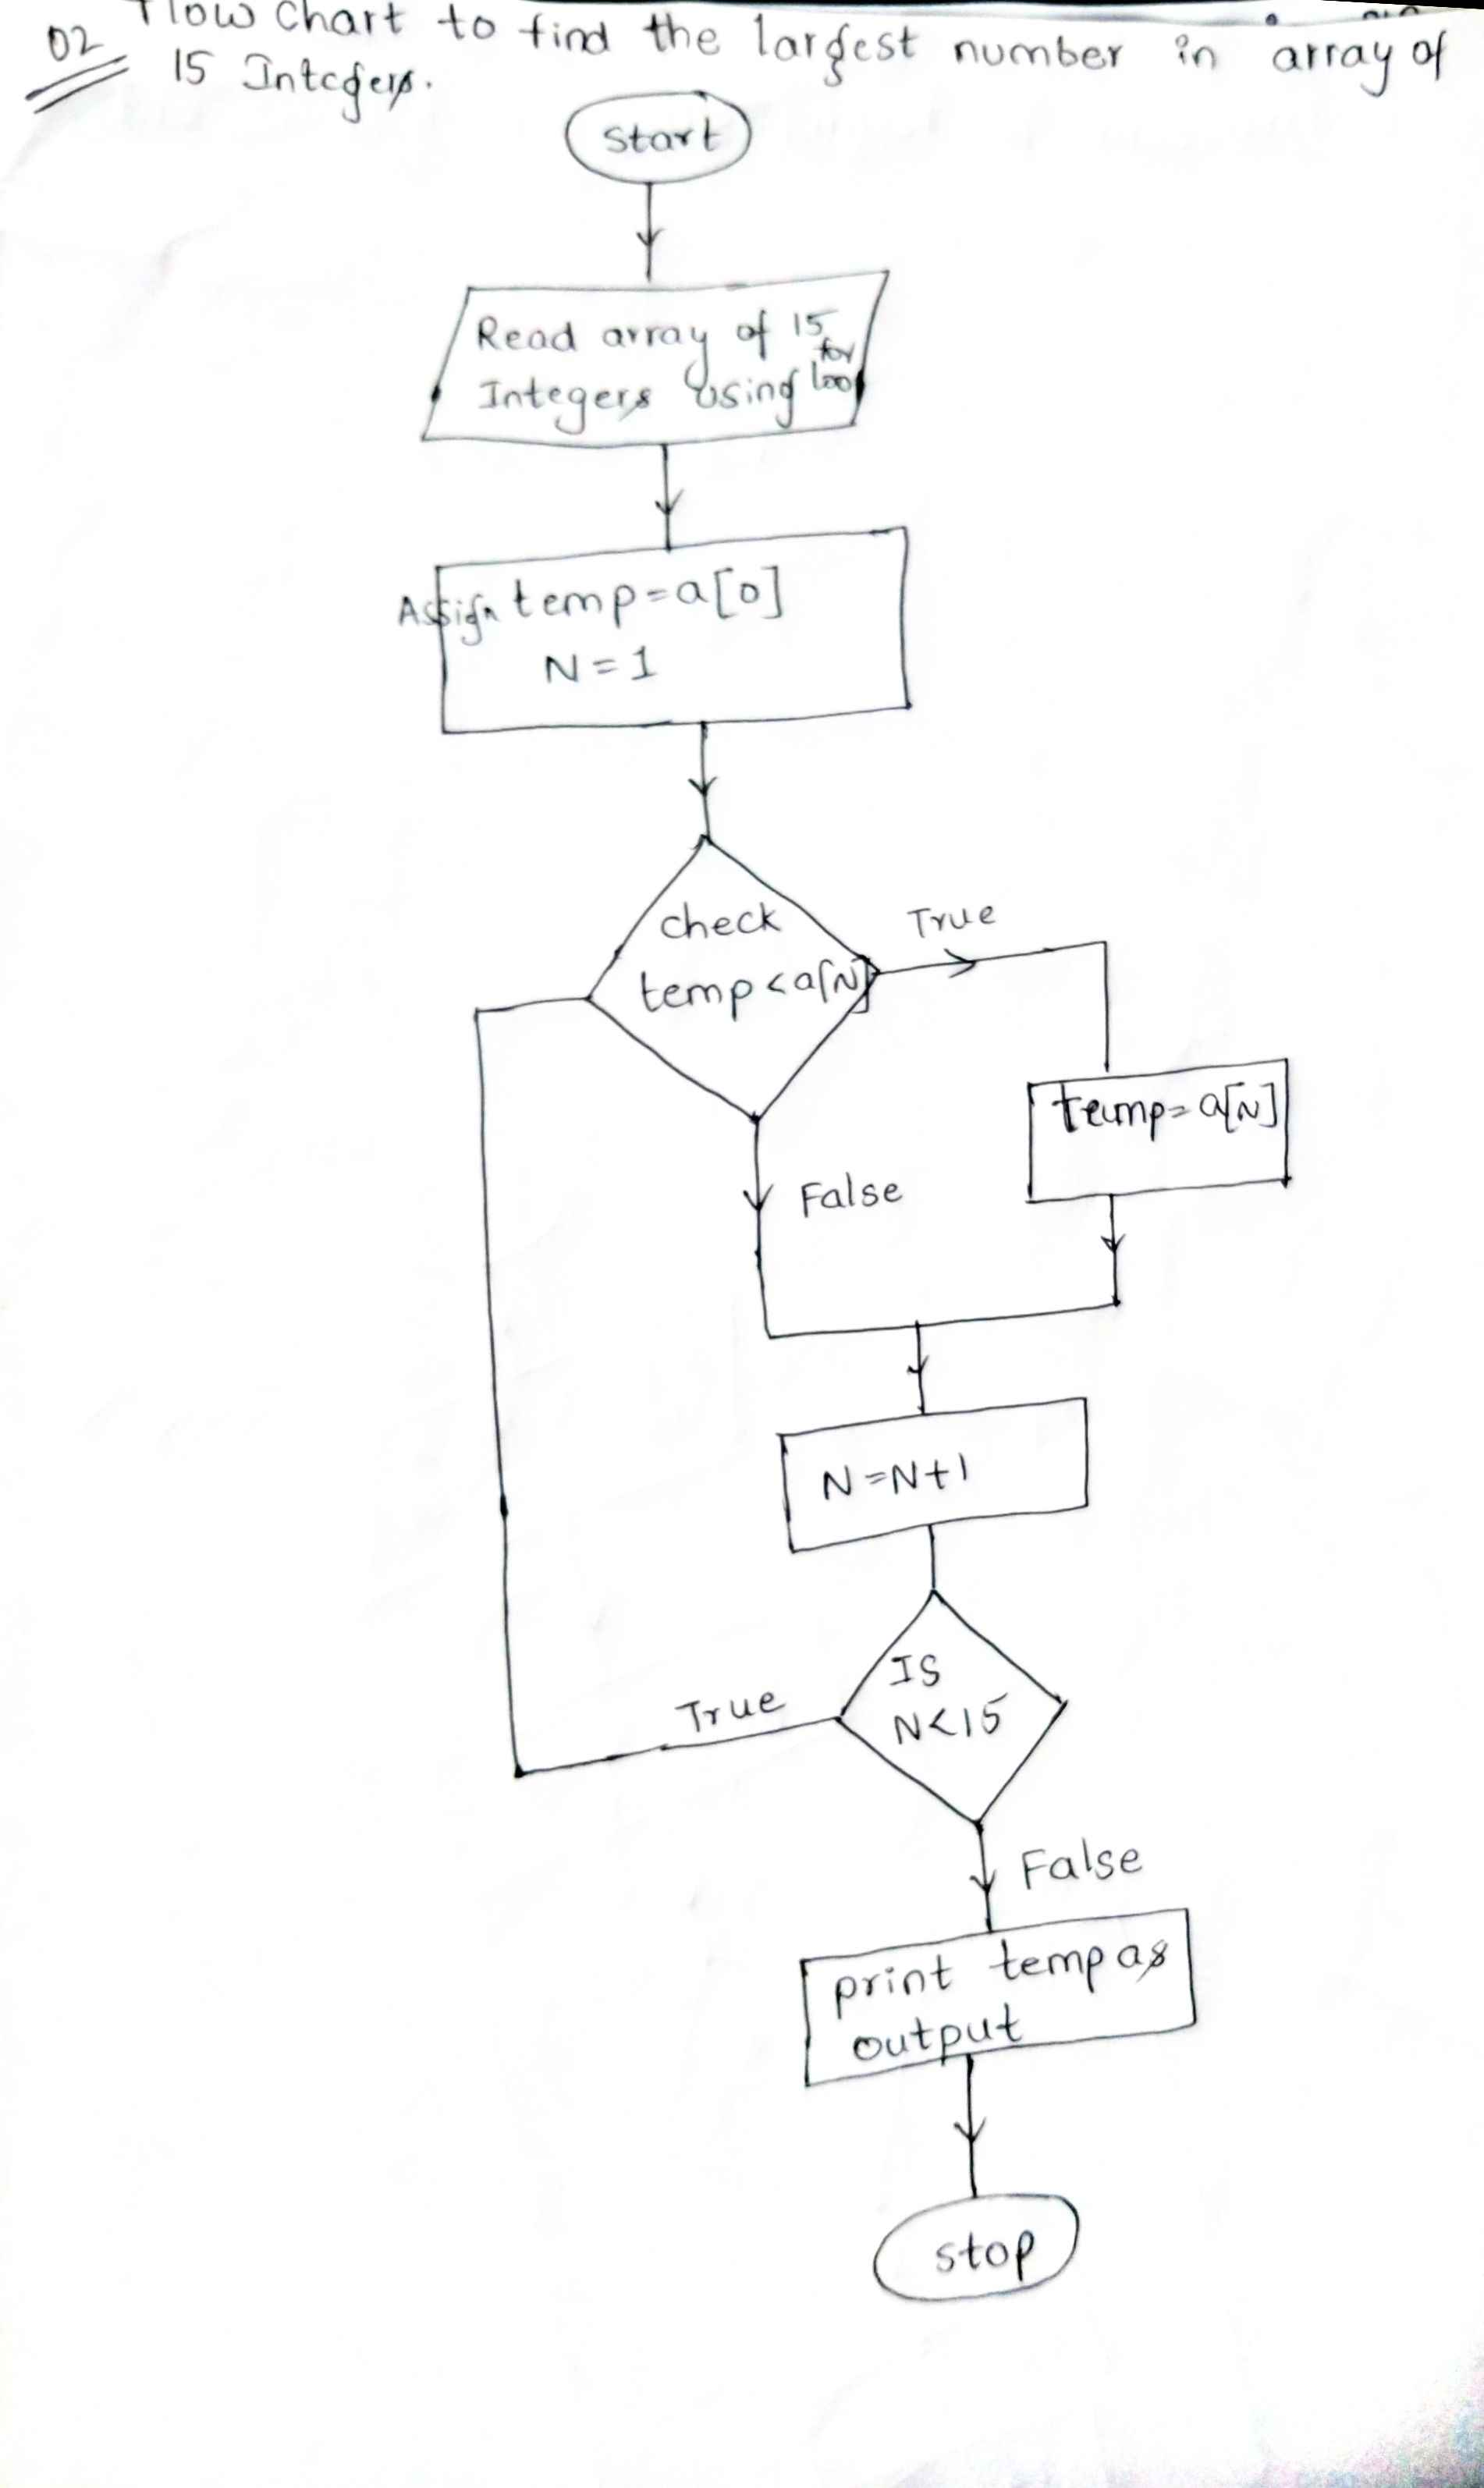 02 Flow Chart to find the largest number in array of
15 Integers.
Start
Read array of 15
Integers Using for loop
Assign temp=a[0]
N=1
check
temp<a[N]
True
temp=a[N]
False
N=N+1
IS
N<15
True
False
print temp as
output
stop